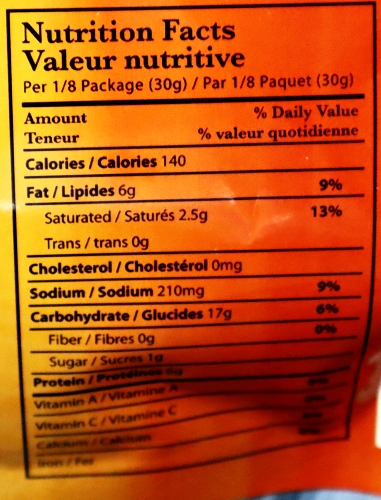 Nutrition Facts
Valeur nutritive
Per 1/8 Package (30g) / Par 1/8 Paquet (30g)
Amount % Daily Value
Teneur % valeur quotidienne
Calories / Calories 140
Fat / Lipides 6g 9%
Saturated / Saturés 2.5g 13%
Trans / trans 0g
Cholesterol / Cholestérol 0mg
Sodium / Sodium 210mg 9%
Carbohydrate / Glucides 17g 6%
Fiber / Fibres 0g 0%
Sugar / Sucres 1g
Protein / Protéines
Vitamin A / Vitamine A
Vitamin C / Vitamine C
Calcium / Calcium
Iron / Fer